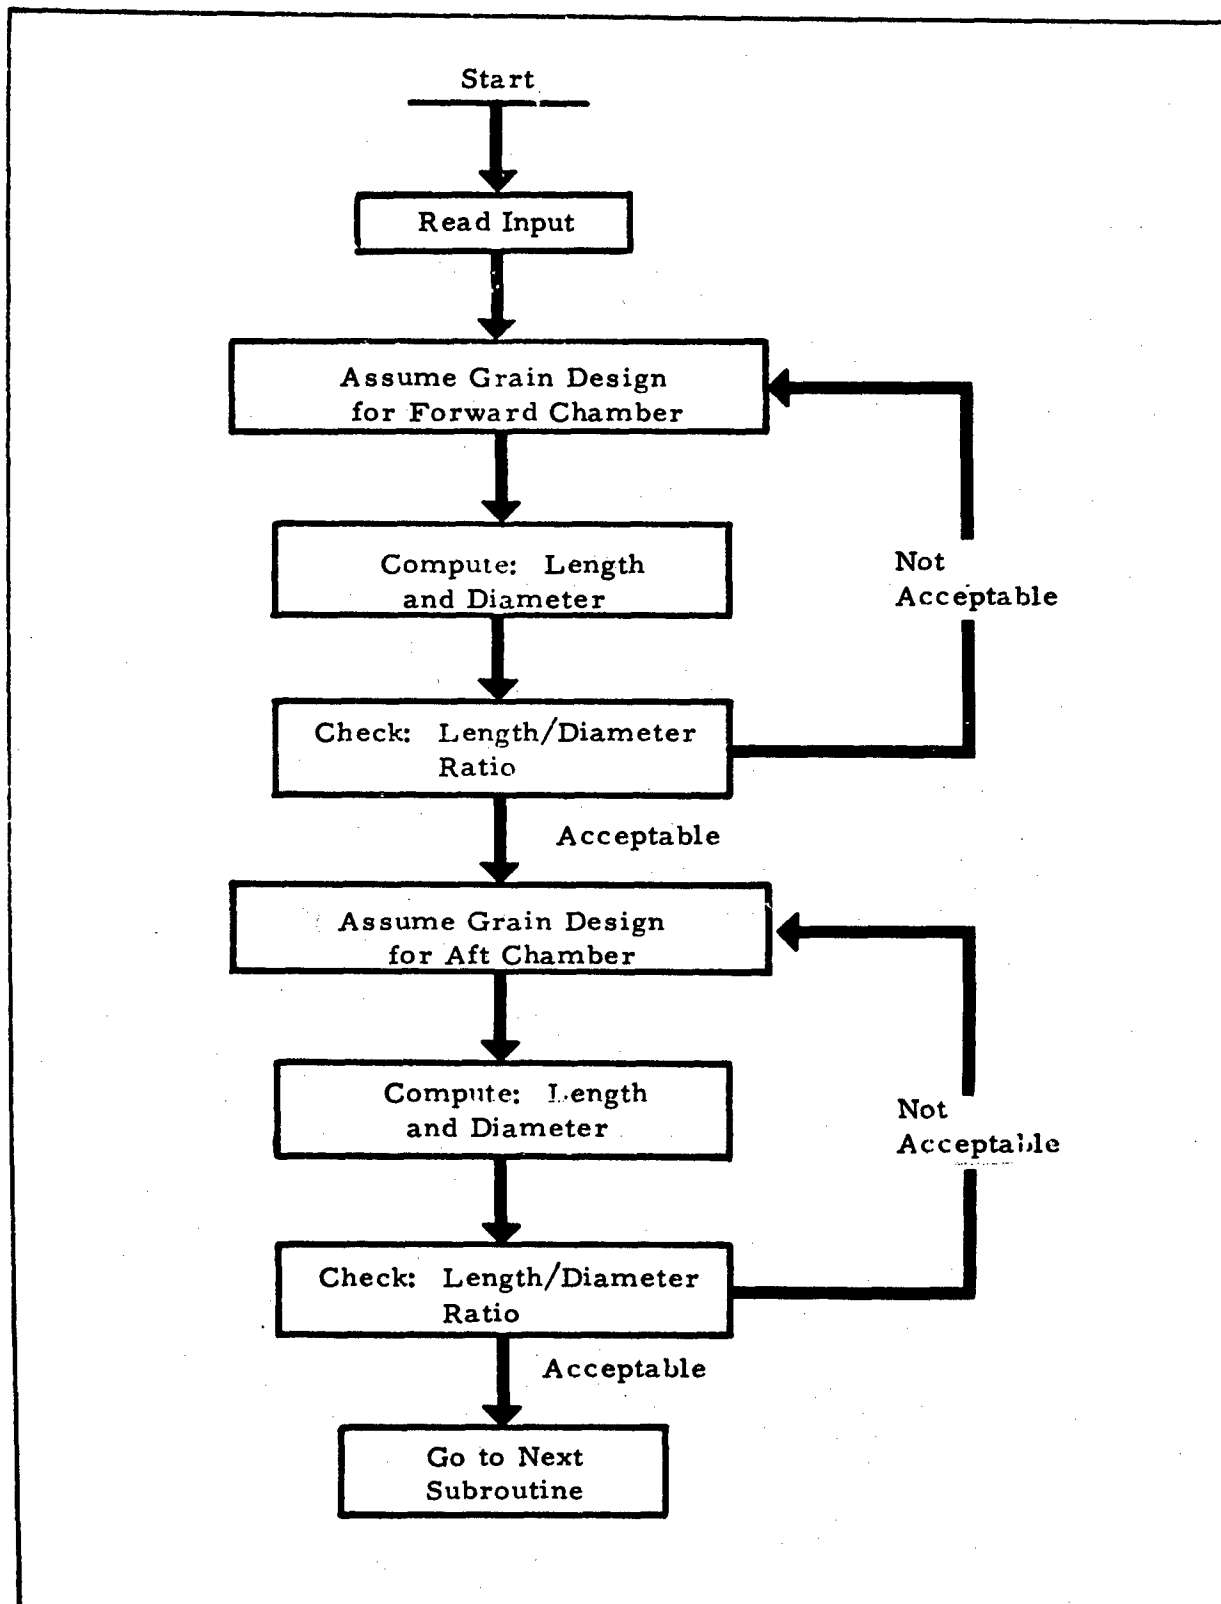 Start
Read Input
Assume Grain Design
for Forward Chamber
Compute: Length
and Diameter
Not
Acceptable
Check: Length/Diameter
Ratio
Acceptable
Assume Grain Design
for Aft Chamber
Compute: Length
and Diameter
Not
Acceptable
Check: Length/Diameter
Ratio
Acceptable
Go to Next
Subroutine